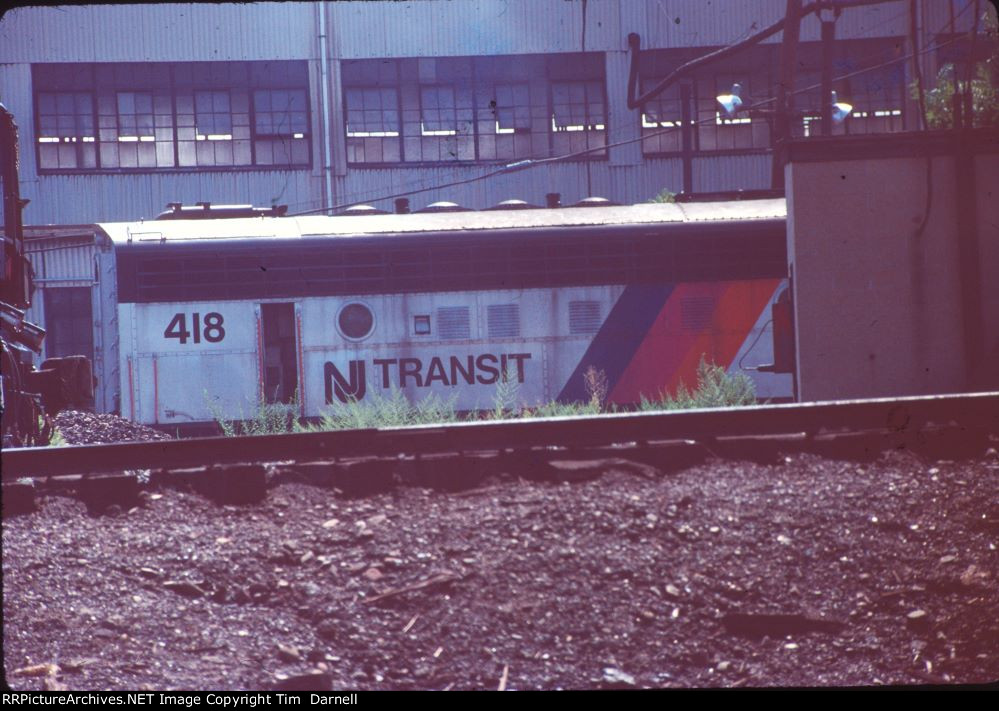 418
NJ TRANSIT
RRPictureArchives.NET Image Copyright Tim Darnell